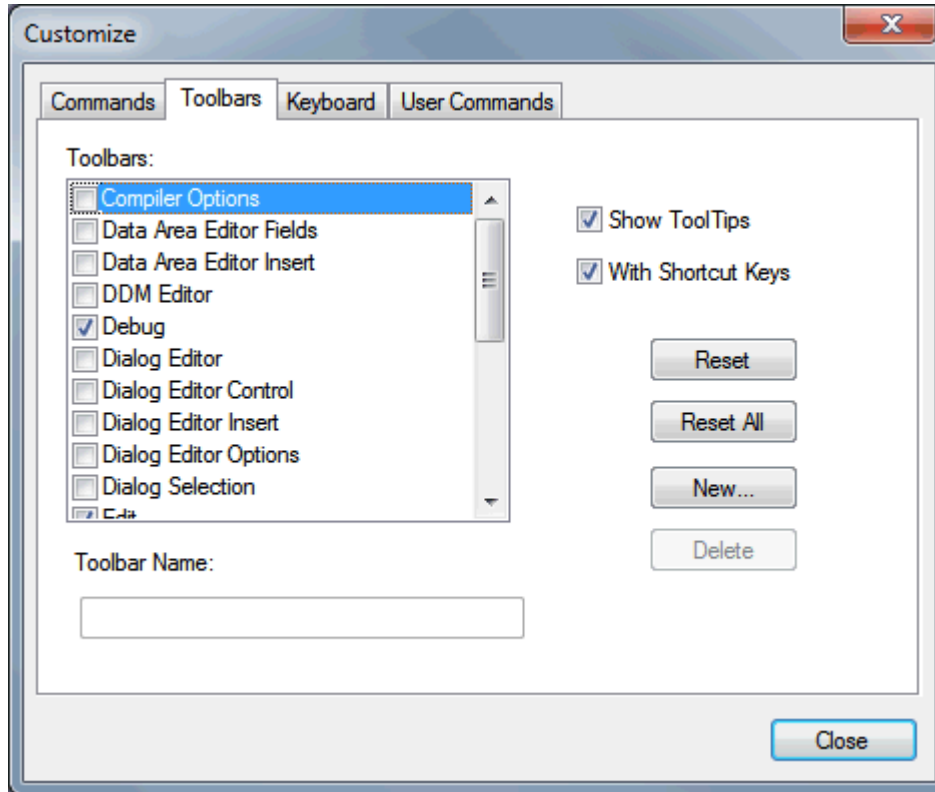 Customize
Commands
Toolbars
Keyboard
User Commands
Toolbars:
Compiler Options
Data Area Editor Fields
Data Area Editor Insert
DDM Editor
Debug
Dialog Editor
Dialog Editor Control
Dialog Editor Insert
Dialog Editor Options
Dialog Selection
Edit
Show ToolTips
With Shortcut Keys
Reset
Reset All
New...
Delete
Toolbar Name:
Close